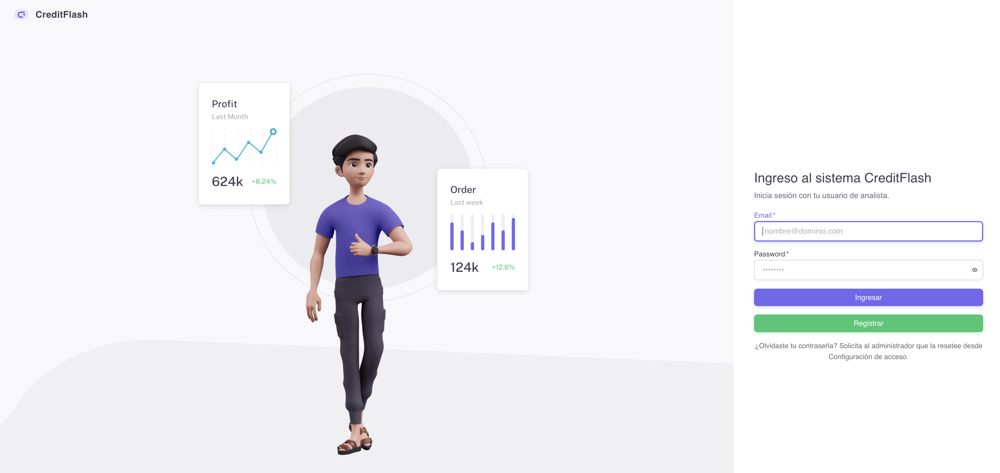 CreditFlash
Profit
Last Month
624k +8.24%
Order
Last week
124k +12.6%
Ingreso al sistema CreditFlash
Inicia sesión con tu usuario de analista.
Email *
nombre@dominio.com
Password *
••••••••
Ingresar
Registrar
¿Olvidaste tu contraseña? Solicita al administrador que la resetee desde
Configuración de acceso.